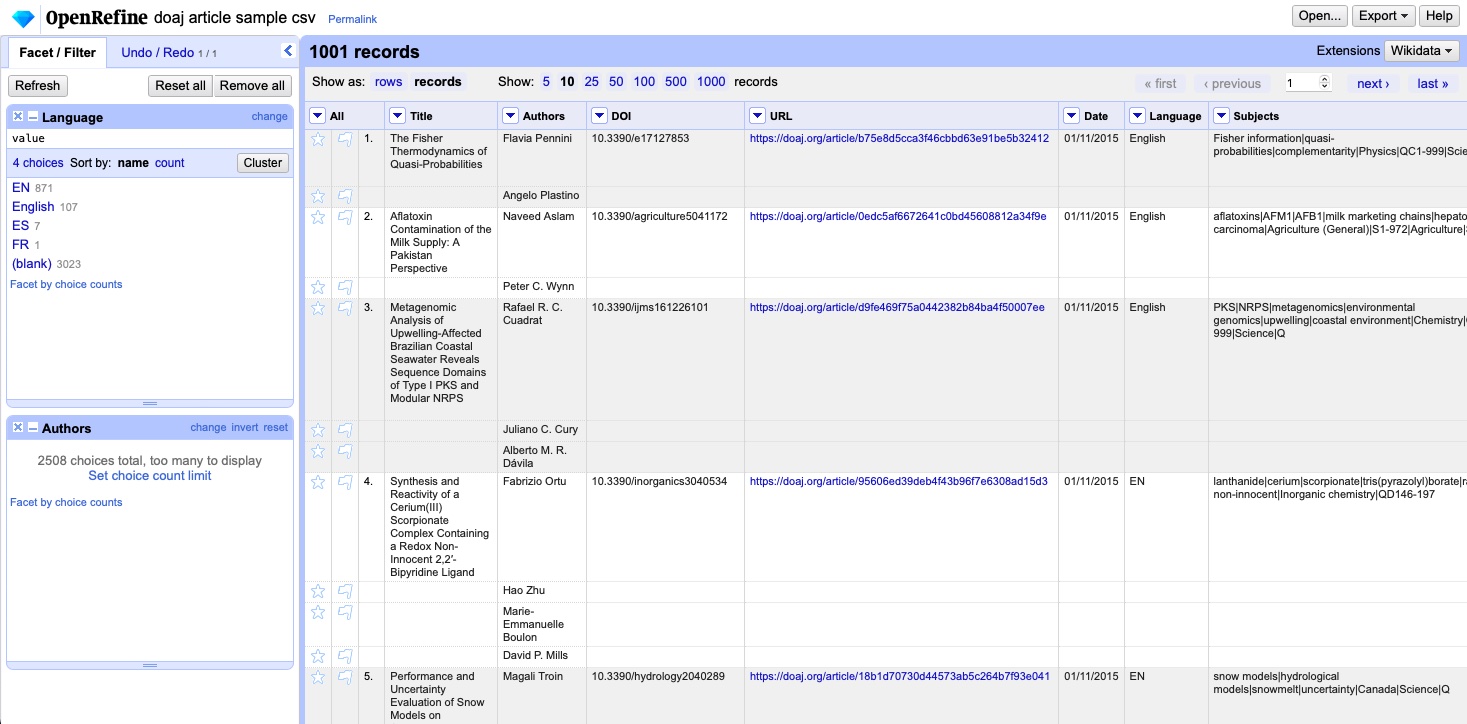 OpenRefine doaj article sample csv Permalink Open... Export Help
Facet / Filter Undo / Redo 1 / 1
Refresh Reset all Remove all
Language change
value
4 choices Sort by: name count Cluster
EN 871
English 107
ES 7
FR 1
(blank) 3023
Facet by choice counts
Authors change invert reset
2508 choices total, too many to display
Set choice count limit
Facet by choice counts
1001 records Extensions Wikidata
Show as: rows records Show: 5 10 25 50 100 500 1000 records « first ‹ previous 1 next › last »
All Title Authors DOI URL Date Language Subjects
1. The Fisher Flavia Pennini 10.3390/e17127853 https://doaj.org/article/b75e8d5cca3f46cbbd63e91be5b32412 01/11/2015 English Fisher information|quasi-
Thermodynamics of probabilities|complementarity|Physics|QC1-999|Scie
Quasi-Probabilities
Angelo Plastino
2. Aflatoxin Naveed Aslam 10.3390/agriculture5041172 https://doaj.org/article/0edc5af6672641c0bd45608812a34f9e 01/11/2015 English aflatoxins|AFM1|AFB1|milk marketing chains|hepato
Contamination of the carcinoma|Agriculture (General)|S1-972|Agriculture|
Milk Supply: A
Pakistan
Perspective
Peter C. Wynn
3. Metagenomic Rafael R. C. 10.3390/ijms161226101 https://doaj.org/article/d9fe469f75a0442382b84ba4f50007ee 01/11/2015 English PKS|NRPS|metagenomics|environmental
Analysis of Cuadrat genomics|upwelling|coastal environment|Chemistry|
Upwelling-Affected 999|Science|Q
Brazilian Coastal
Seawater Reveals
Sequence Domains
of Type I PKS and
Modular NRPS
Juliano C. Cury
Alberto M. R.
Dávila
4. Synthesis and Fabrizio Ortu 10.3390/inorganics3040534 https://doaj.org/article/95606ed39deb4f43b96f7e6308ad15d3 01/11/2015 EN lanthanide|cerium|scorpionate|tris(pyrazolyl)borate|r
Reactivity of a non-innocent|Inorganic chemistry|QD146-197
Cerium(III)
Scorpionate
Complex Containing
a Redox Non-
Innocent 2,2′-
Bipyridine Ligand
Hao Zhu
Marie-
Emmanuelle
Boulon
David P. Mills
5. Performance and Magali Troin 10.3390/hydrology2040289 https://doaj.org/article/18b1d70730d44573ab5c264b7f93e041 01/11/2015 EN snow models|hydrological
Uncertainty models|snowmelt|uncertainty|Canada|Science|Q
Evaluation of Snow
Models on